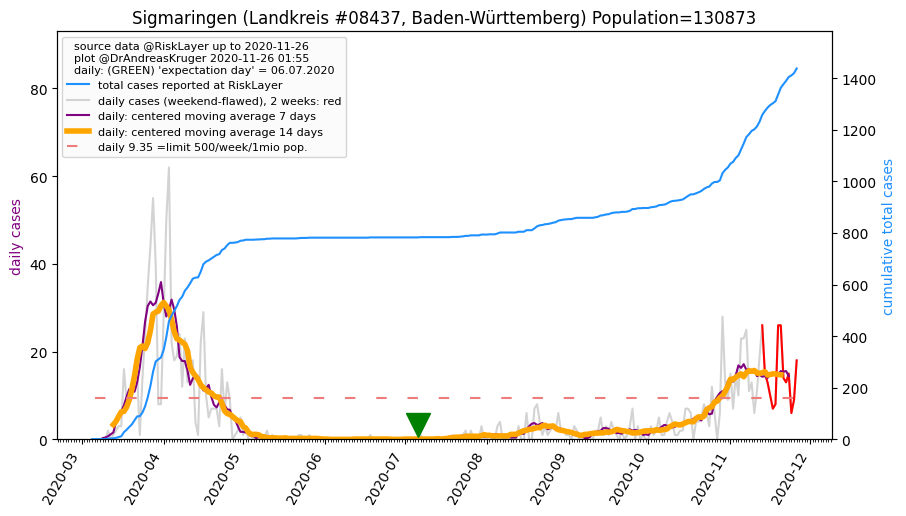 Sigmaringen (Landkreis #08437, Baden-Württemberg) Population=130873
source data @RiskLayer up to 2020-11-26
plot @DrAndreasKruger 2020-11-26 01:55
daily: (GREEN) 'expectation day' = 06.07.2020
total cases reported at RiskLayer
daily cases (weekend-flawed), 2 weeks: red
daily: centered moving average 7 days
daily: centered moving average 14 days
daily 9.35 =limit 500/week/1mio pop.
daily cases
80
60
40
20
0
cumulative total cases
1400
1200
1000
800
600
400
200
0
2020-03
2020-04
2020-05
2020-06
2020-07
2020-08
2020-09
2020-10
2020-11
2020-12